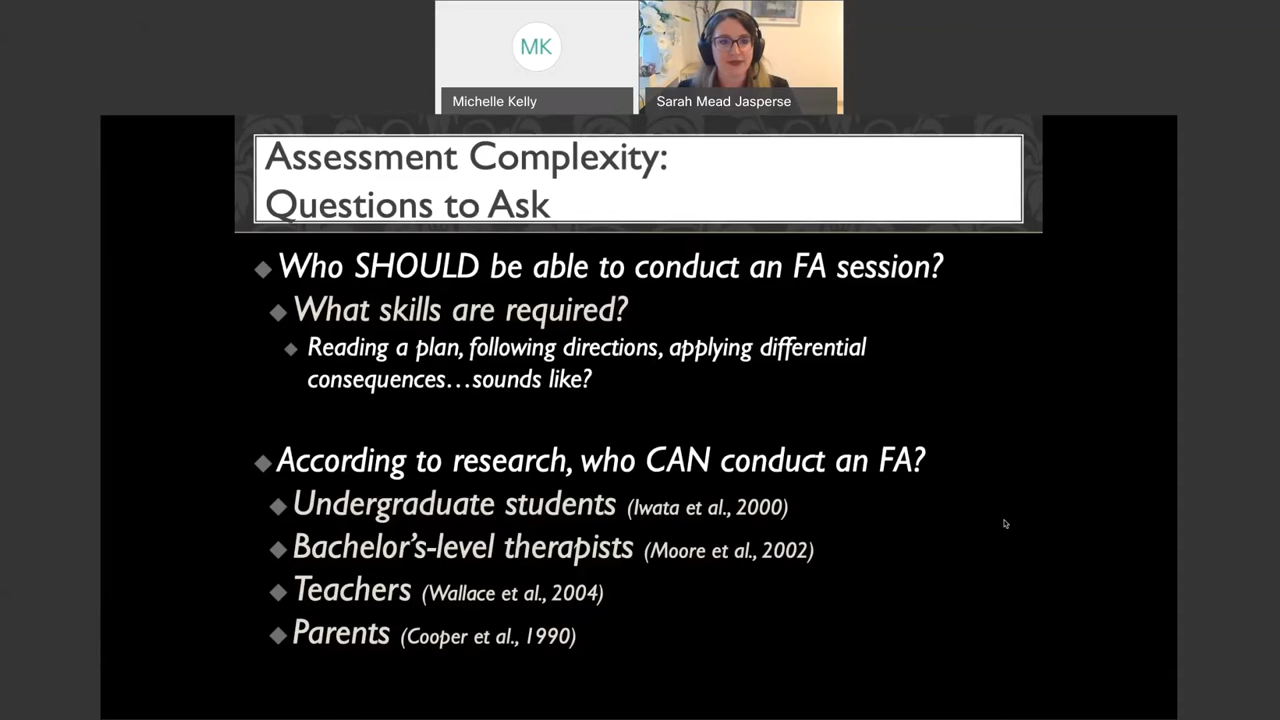 MK
Michelle Kelly
Sarah Mead Jasperse
Assessment Complexity:
Questions to Ask
Who SHOULD be able to conduct an FA session?
What skills are required?
Reading a plan, following directions, applying differential
consequences…sounds like?
According to research, who CAN conduct an FA?
Undergraduate students (Iwata et al., 2000)
Bachelor's-level therapists (Moore et al., 2002)
Teachers (Wallace et al., 2004)
Parents (Cooper et al., 1990)